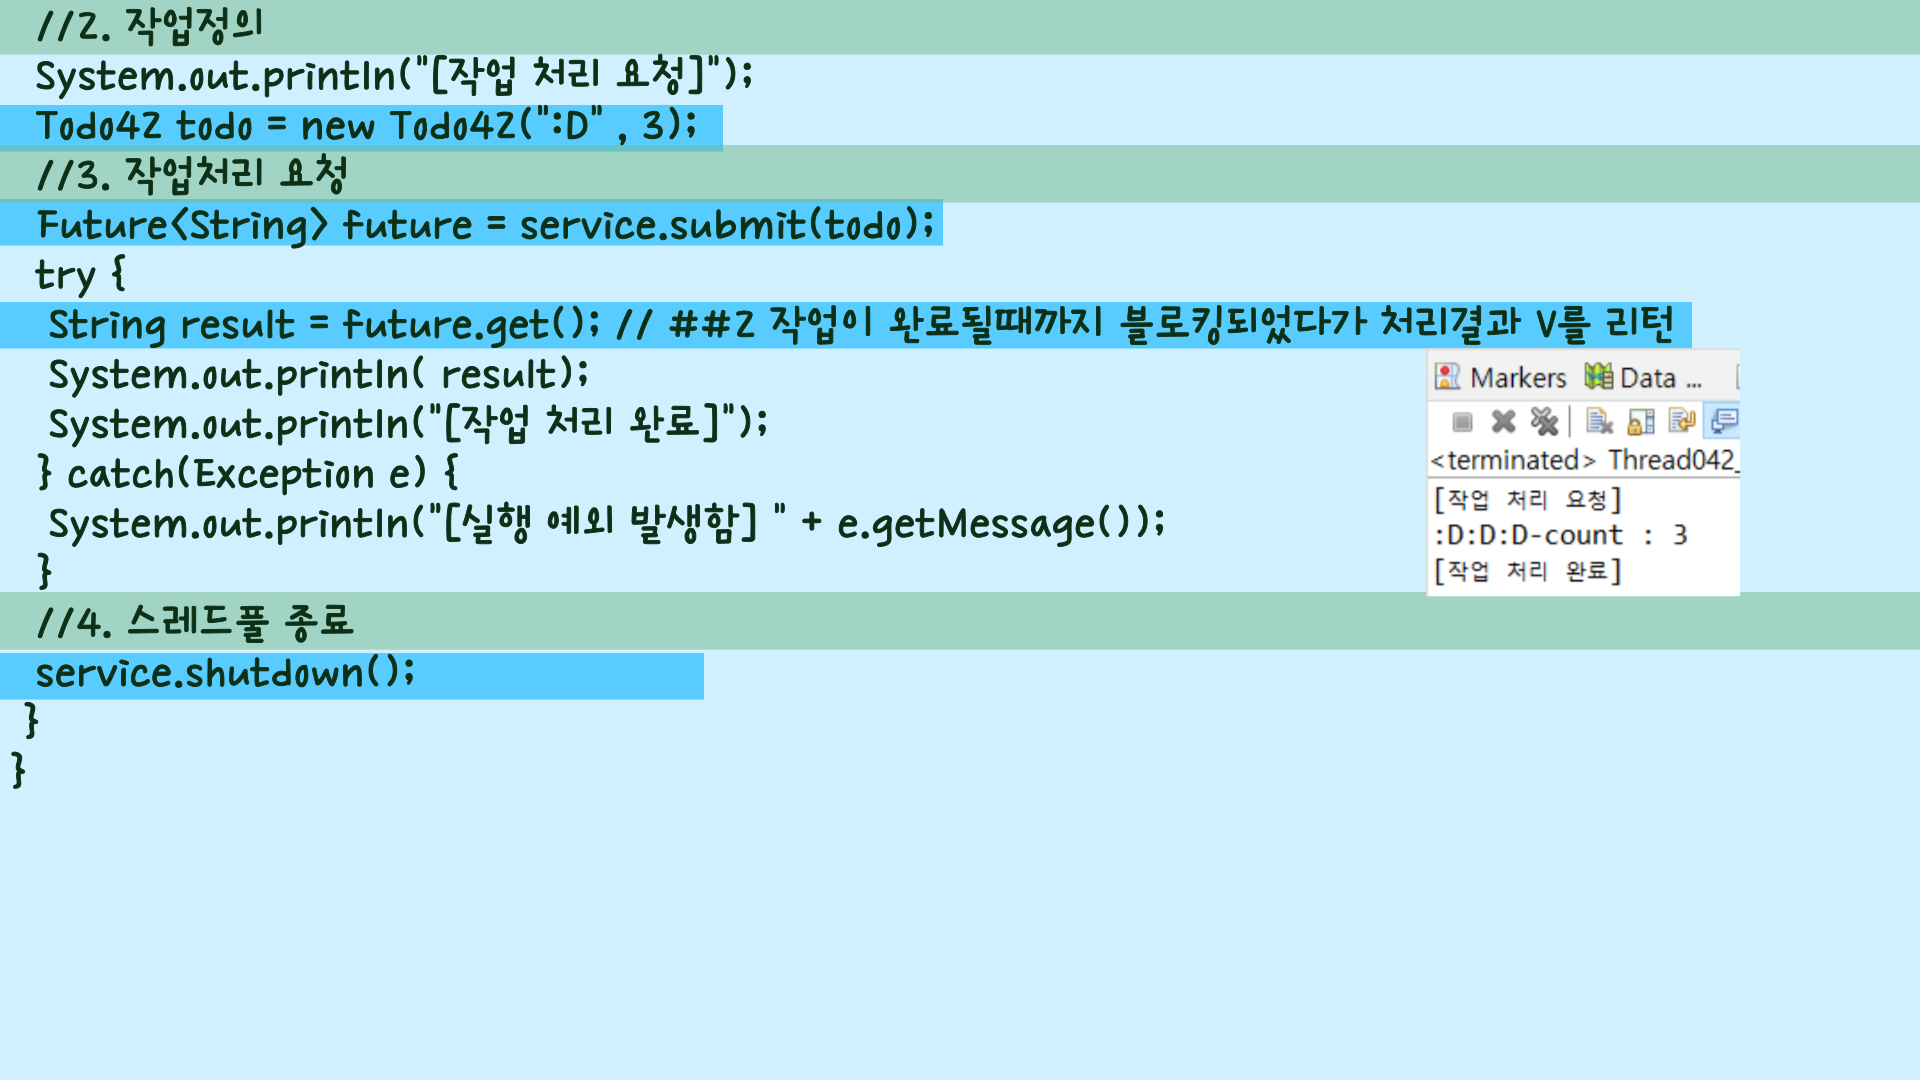 //2. 작업정의
System.out.println("[작업 처리 요청]");
Todo42 todo = new Todo42(":D" , 3);
//3. 작업처리 요청
Future<String> future = service.submit(todo);
try {
String result = future.get(); // ##2 작업이 완료될때까지 블로킹되었다가 처리결과 V를 리턴
System.out.println( result);
System.out.println("[작업 처리 완료]");
} catch(Exception e) {
System.out.println("[실행 예외 발생함] " + e.getMessage());
}
//4. 스레드풀 종료
service.shutdown();
}
}
Markers Data ...
<terminated> Thread042_
[작업 처리 요청]
:D:D:D-count : 3
[작업 처리 완료]